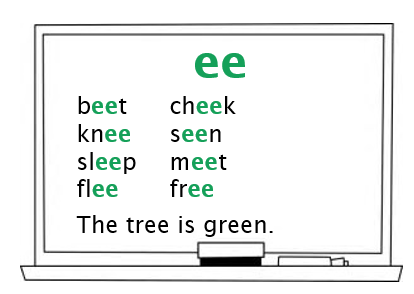 ee
beet cheek
knee seen
sleep meet
flee free
The tree is green.